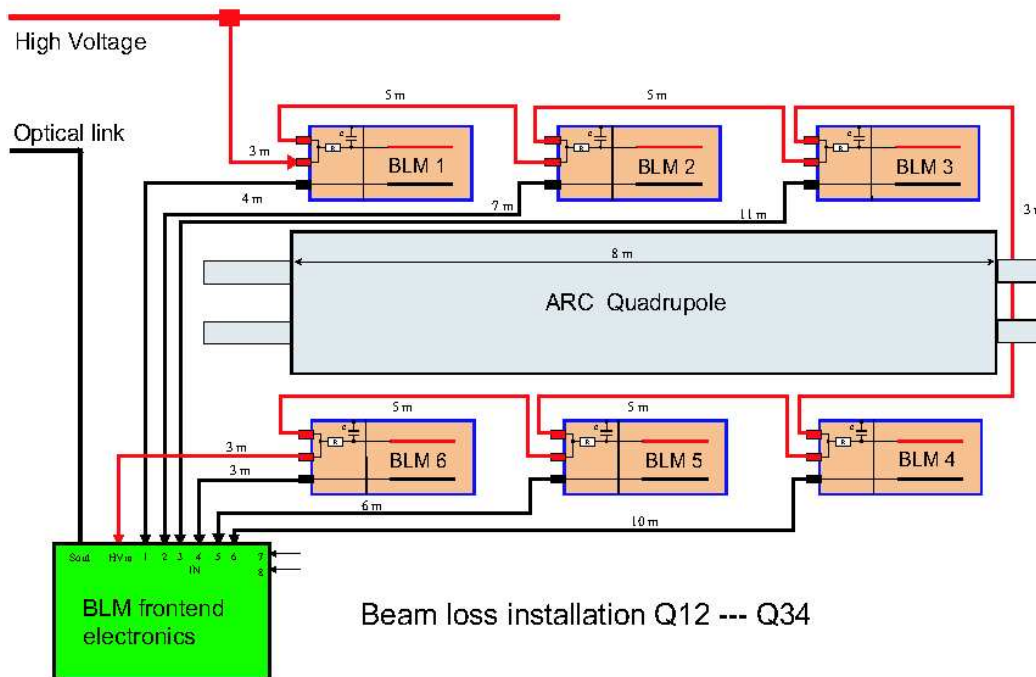 High Voltage
Optical link
5 m
5 m
3 m
c
R
BLM 1
c
R
BLM 2
c
R
BLM 3
4 m
7 m
11 m
3 m
8 m
ARC Quadrupole
5 m
5 m
3 m
3 m
c
R
BLM 6
c
R
BLM 5
c
R
BLM 4
6 m
10 m
Sout HVin 1 2 3 4 5 6 7
IN 8
BLM frontend
electronics
Beam loss installation Q12 --- Q34